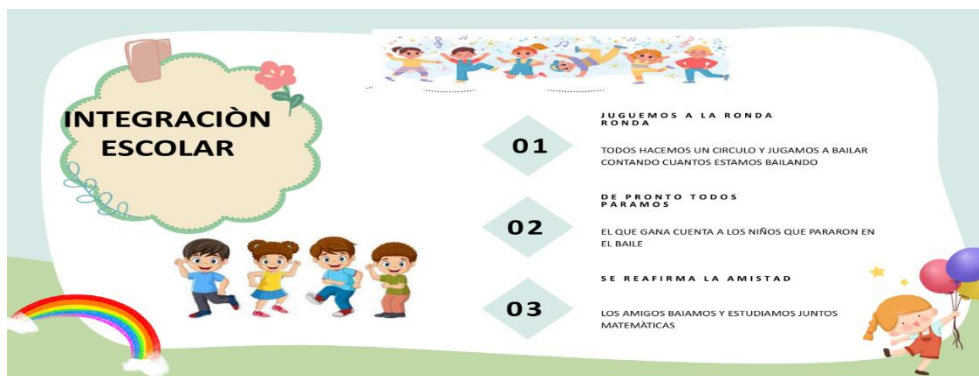 INTEGRACIÒN
ESCOLAR
01
JUGUEMOS A LA RONDA
RONDA
TODOS HACEMOS UN CIRCULO Y JUGAMOS A BAILAR
CONTANDO CUANTOS ESTAMOS BAILANDO
02
DE PRONTO TODOS
PARAMOS
EL QUE GANA CUENTA A LOS NIÑOS QUE PARARON EN
EL BAILE
03
SE REAFIRMA LA AMISTAD
LOS AMIGOS BAIAMOS Y ESTUDIAMOS JUNTOS
MATEMÀTICAS